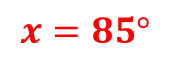 x = 85°